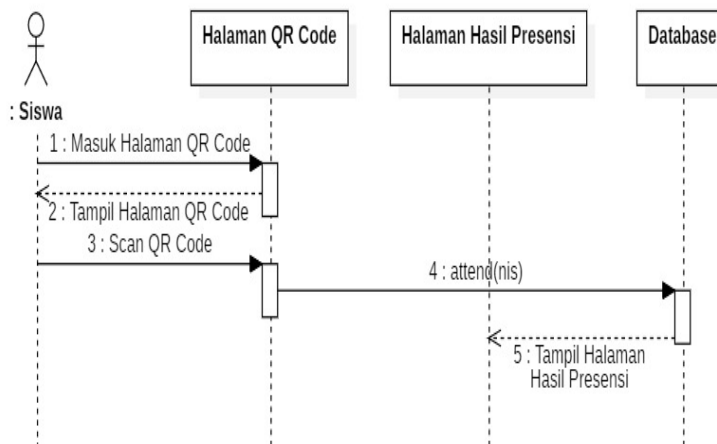 Halaman QR Code
Halaman Hasil Presensi
Database
: Siswa
1 : Masuk Halaman QR Code
2 : Tampil Halaman QR Code
3 : Scan QR Code
4 : attend(nis)
5 : Tampil Halaman
Hasil Presensi